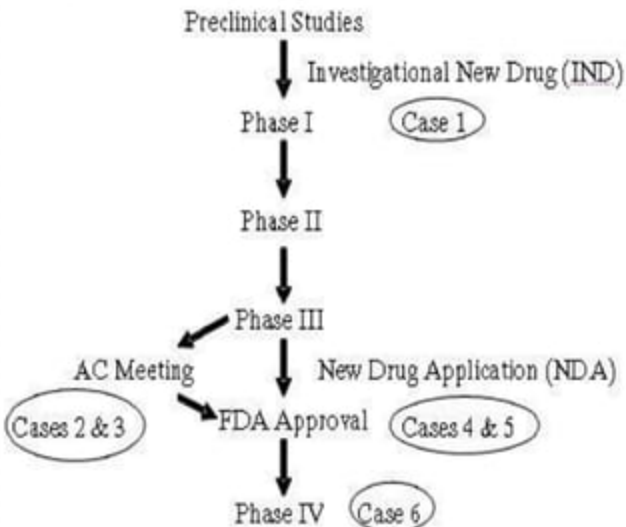 Preclinical Studies
Investigational New Drug (IND)
Phase I
Case 1
Phase II
Phase III
AC Meeting
New Drug Application (NDA)
Cases 2 & 3
FDA Approval
Cases 4 & 5
Phase IV
Case 6